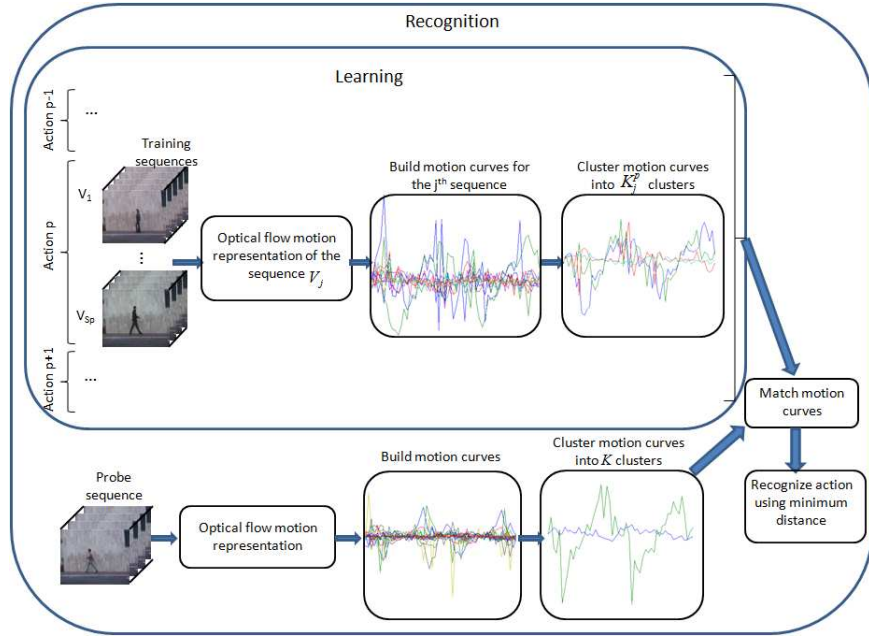 Recognition
Learning
Action p-1
...
Training
sequences
Action p
V1
...
VSp
Optical flow motion
representation of the
sequence Vj
Build motion curves for
the jth sequence
Cluster motion curves
into K_j^p clusters
Action p+1
...
Match motion
curves
Recognize action
using minimum
distance
Probe
sequence
Optical flow motion
representation
Build motion curves
Cluster motion curves
into K clusters